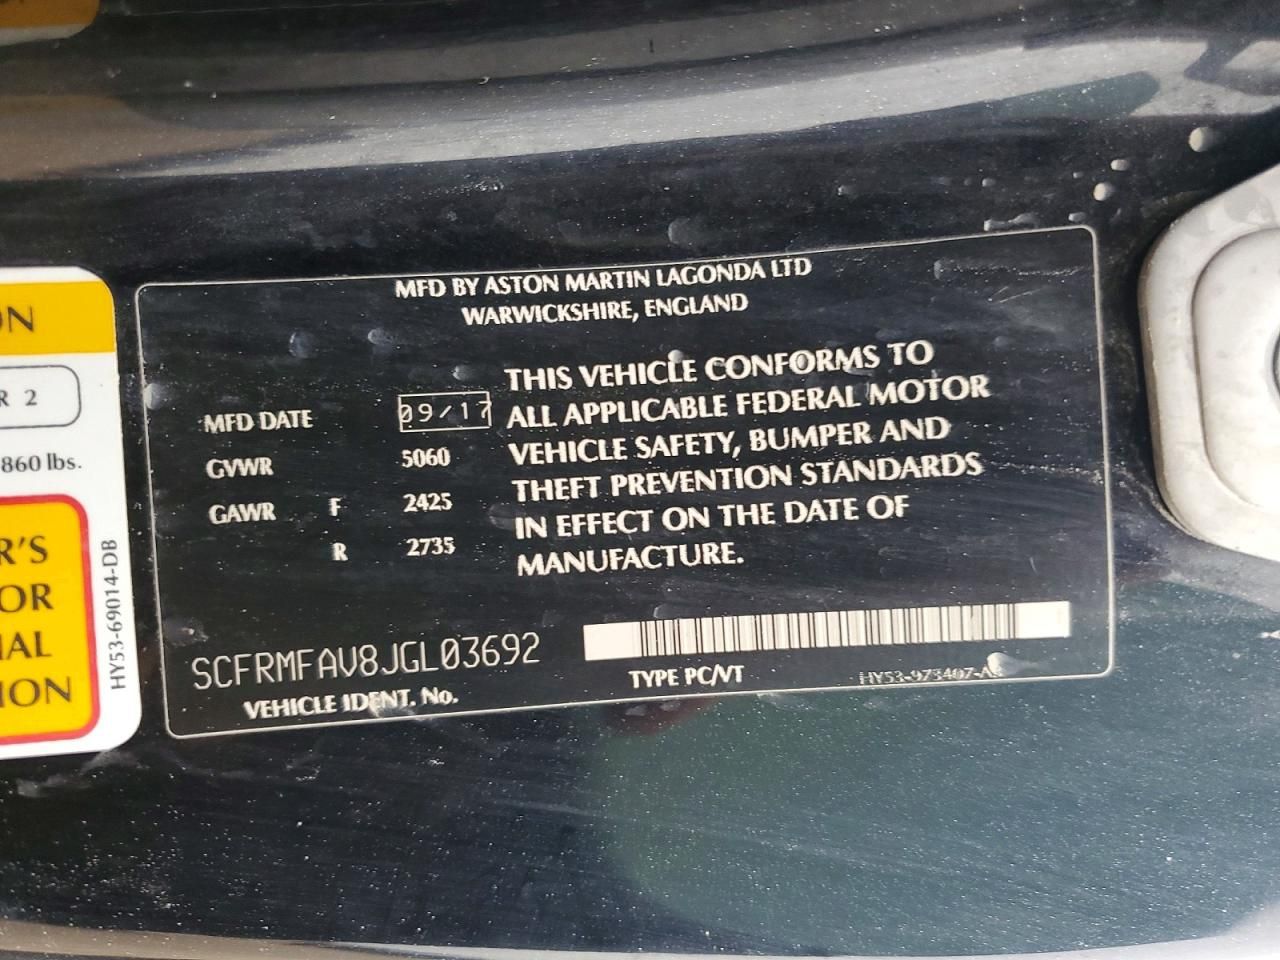 ON
R 2
860 lbs.
R'S
OR
IAL
ION
HY53-69014-DB
MFD BY ASTON MARTIN LAGONDA LTD
WARWICKSHIRE, ENGLAND
MFD DATE 09/17
GVWR 5060
GAWR F 2425
R 2735
THIS VEHICLE CONFORMS TO
ALL APPLICABLE FEDERAL MOTOR
VEHICLE SAFETY, BUMPER AND
THEFT PREVENTION STANDARDS
IN EFFECT ON THE DATE OF
MANUFACTURE.
SCFRMFAV8JGL03692
VEHICLE IDENT. No.
TYPE PC/VT